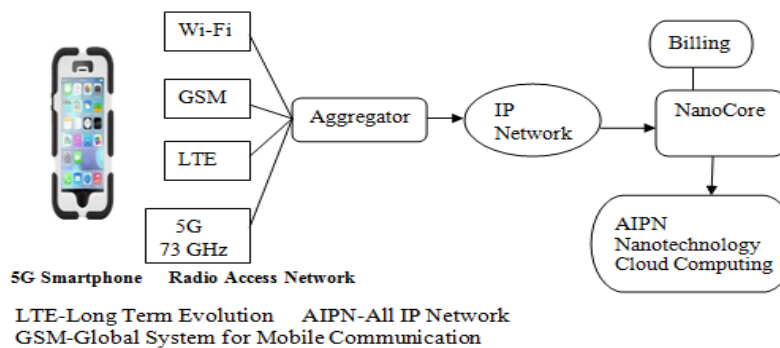 Wi-Fi
GSM
LTE
5G
73 GHz
Aggregator
IP
Network
Billing
NanoCore
AIPN
Nanotechnology
Cloud Computing
5G Smartphone Radio Access Network
LTE-Long Term Evolution AIPN-All IP Network
GSM-Global System for Mobile Communication